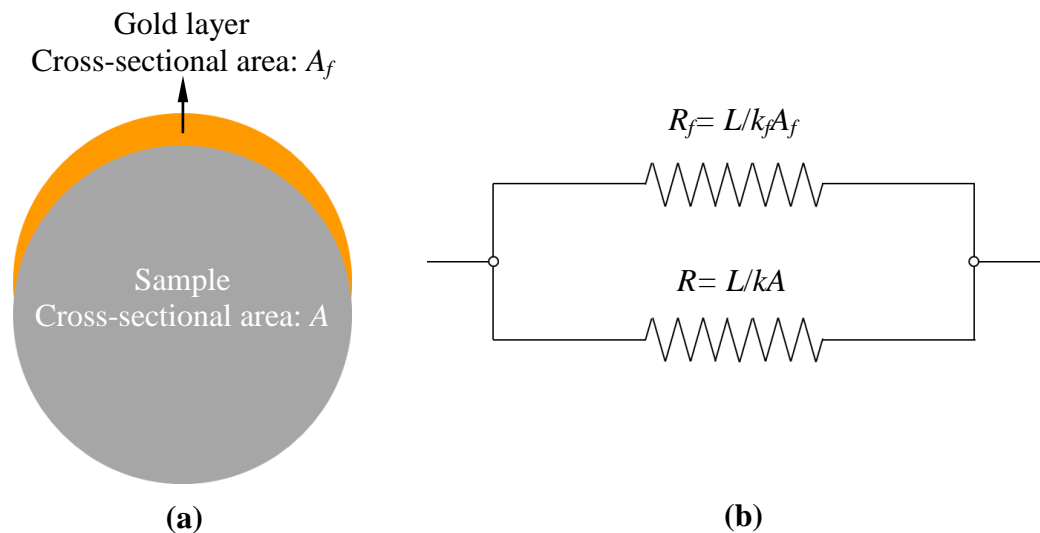 Gold layer
Cross-sectional area: A_f
Sample
Cross-sectional area: A
(a)
R_f= L/k_fA_f
R= L/kA
(b)